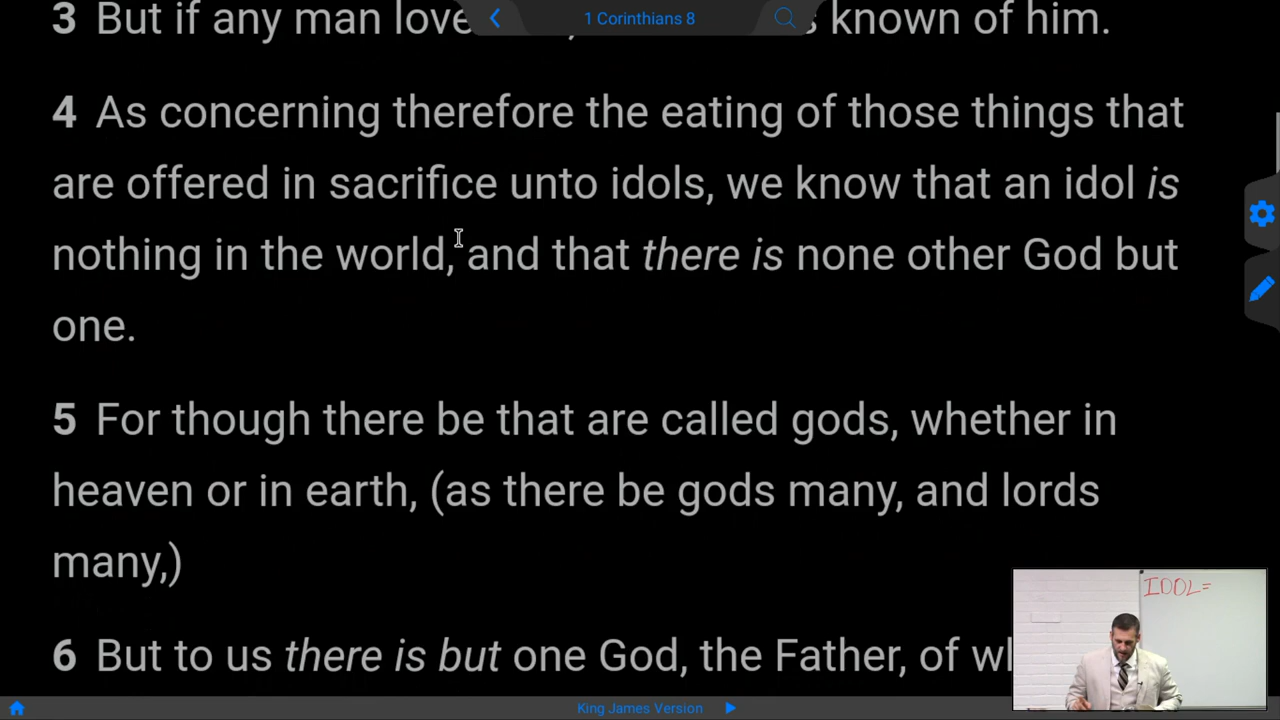 1 Corinthians 8
3 But if any man love known of him.
4 As concerning therefore the eating of those things that
are offered in sacrifice unto idols, we know that an idol is
nothing in the world, and that there is none other God but
one.
5 For though there be that are called gods, whether in
heaven or in earth, (as there be gods many, and lords
many,)
6 But to us there is but one God, the Father, of
IDOL=
King James Version